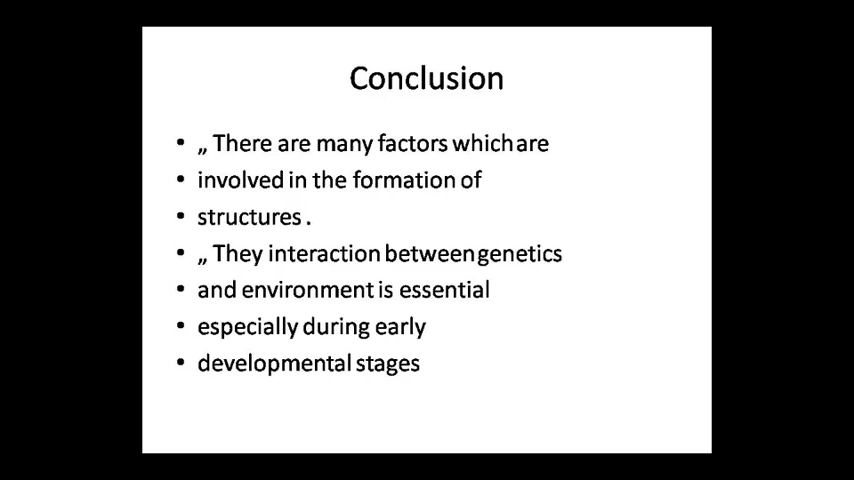 Conclusion
• „ There are many factors which are
• involved in the formation of
• structures .
• „ They interaction between genetics
• and environment is essential
• especially during early
• developmental stages